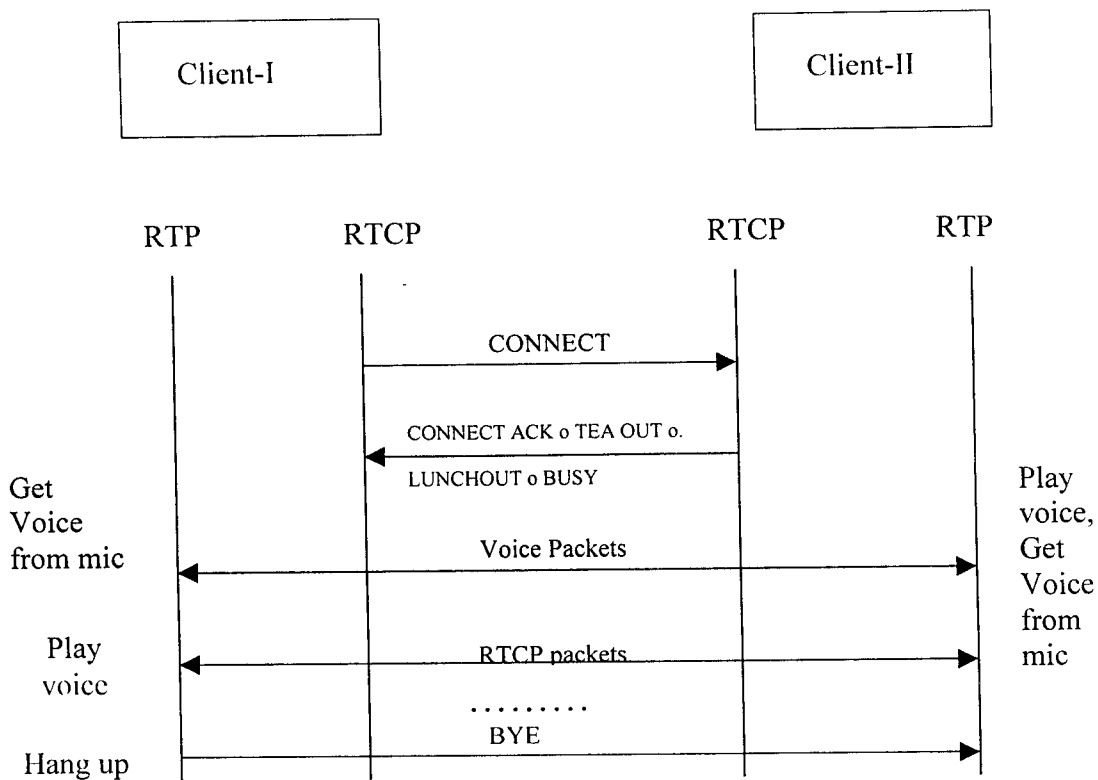 Client-I
Client-II
RTP
RTCP
RTCP
RTP
CONNECT
CONNECT ACK o TEA OUT o.
LUNCHOUT o BUSY
Get
Voice
from mic
Play
voice,
Get
Voice
from
mic
Voice Packets
Play
voice
RTCP packets
.........
BYE
Hang up